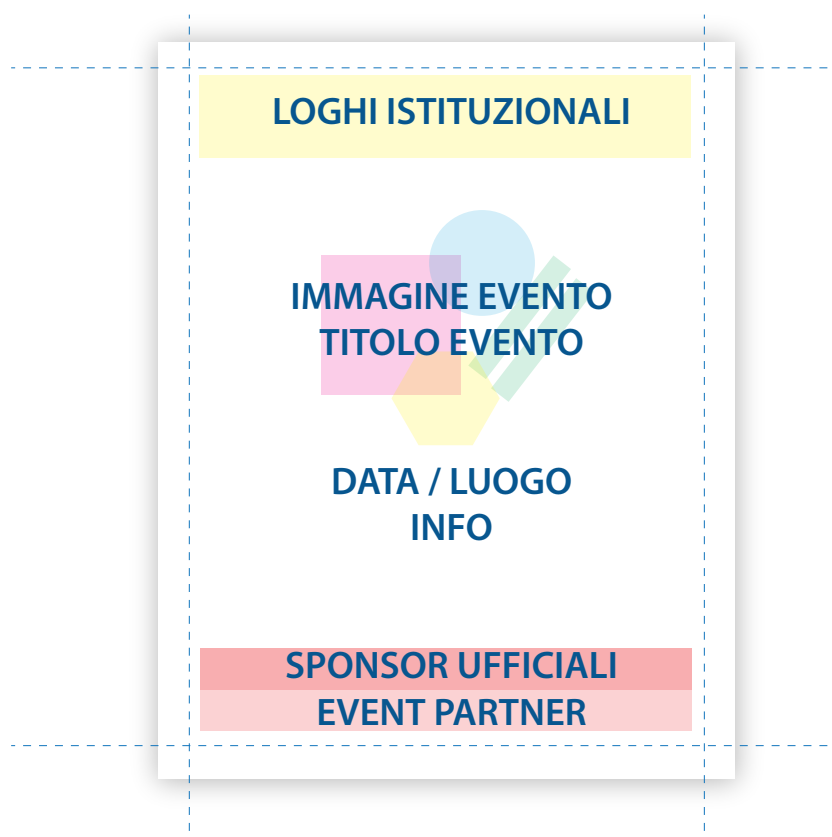 LOGHI ISTITUZIONALI
IMMAGINE EVENTO
TITOLO EVENTO
DATA / LUOGO
INFO
SPONSOR UFFICIALI
EVENT PARTNER